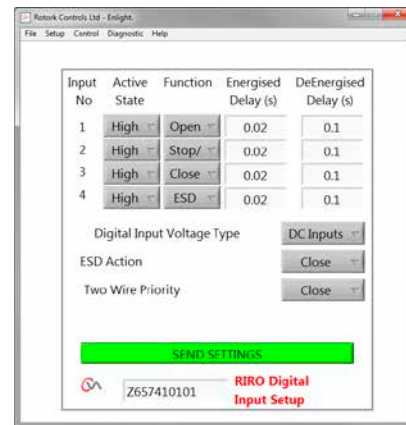 Rotork Controls Ltd - Enlight.
File Setup Control Diagnostic Help
Input No Active State Function Energised Delay (s) DeEnergised Delay (s)
1 High Open 0.02 0.1
2 High Stop/ 0.02 0.1
3 High Close 0.02 0.1
4 High ESD 0.02 0.1
Digital Input Voltage Type DC Inputs
ESD Action Close
Two Wire Priority Close
SEND SETTINGS
Z657410101 RIRO Digital
Input Setup